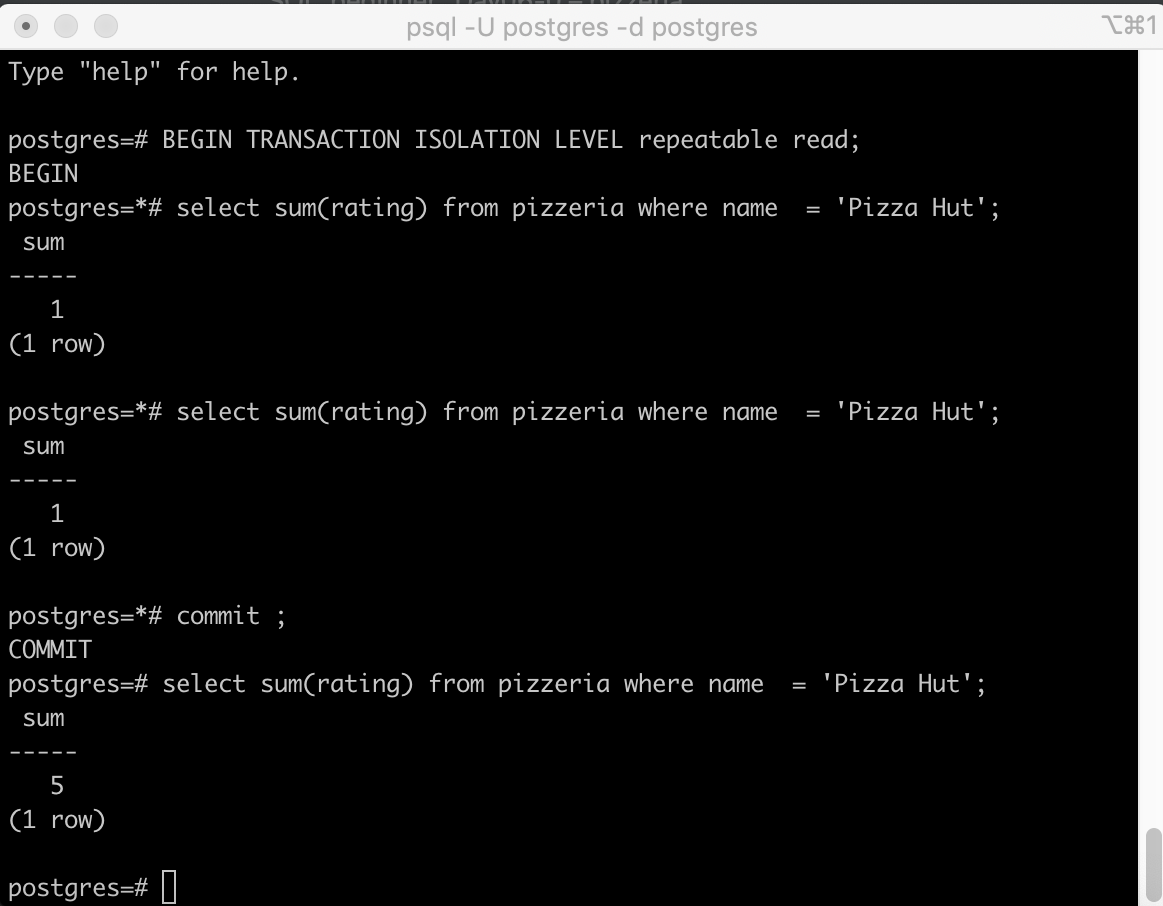 psql -U postgres -d postgres
⌥⌘1
Type "help" for help.
postgres=# BEGIN TRANSACTION ISOLATION LEVEL repeatable read;
BEGIN
postgres=*# select sum(rating) from pizzeria where name  = 'Pizza Hut';
 sum
-----
   1
(1 row)
postgres=*# select sum(rating) from pizzeria where name  = 'Pizza Hut';
 sum
-----
   1
(1 row)
postgres=*# commit ;
COMMIT
postgres=# select sum(rating) from pizzeria where name  = 'Pizza Hut';
 sum
-----
   5
(1 row)
postgres=#